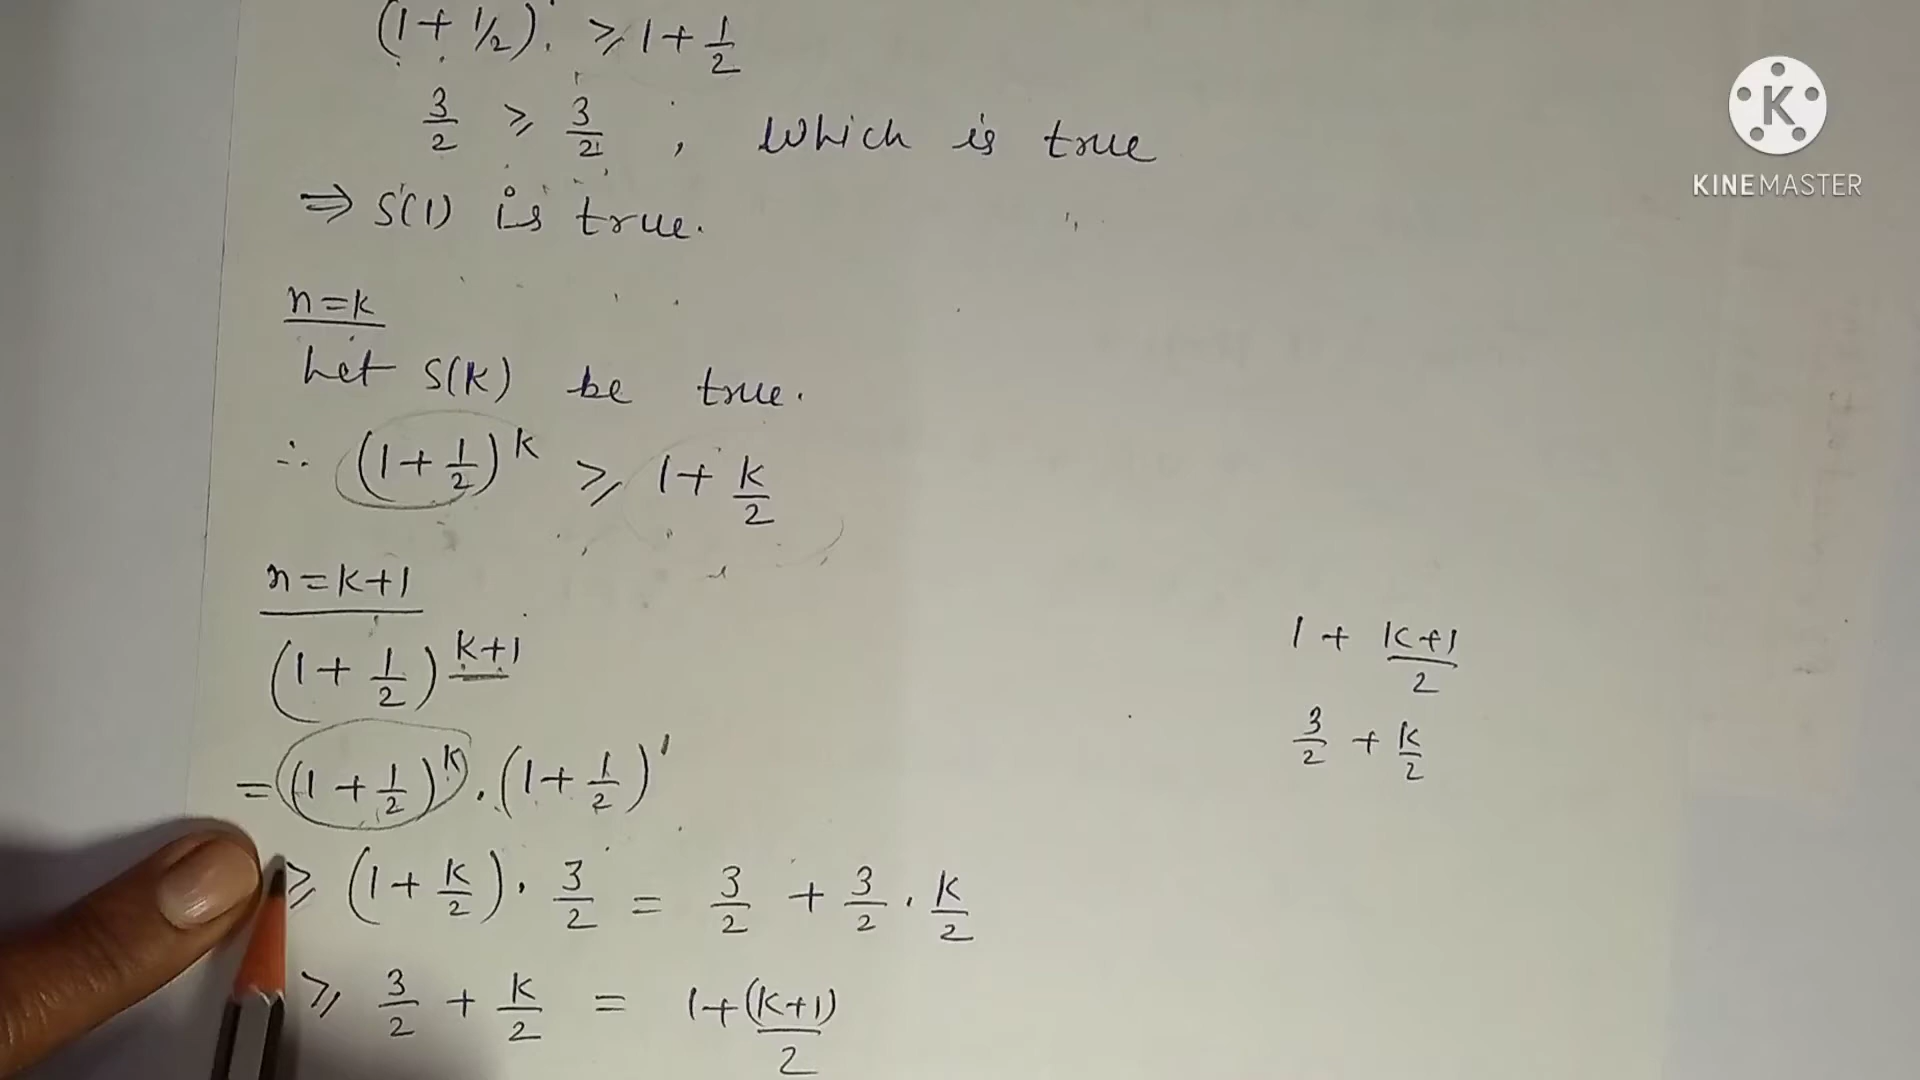 (1 + 1/2)¹ ≥ 1 + 1/2
3/2 ≥ 3/2 , which is true
⇒ S(1) is true.
n=k
Let S(k) be true.
∴ (1 + 1/2)^k ≥ 1 + k/2
n=k+1
(1 + 1/2)^(k+1)
= (1 + 1/2)^k . (1 + 1/2)^1
≥ (1 + k/2) . 3/2 = 3/2 + 3/2 . k/2
≥ 3/2 + k/2 = 1 + (k+1)/2
1 + (k+1)/2
3/2 + k/2
K
KINEMASTER